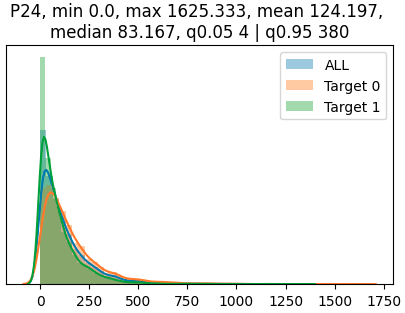 P24, min 0.0, max 1625.333, mean 124.197,
median 83.167, q0.05 4 | q0.95 380
ALL
Target 0
Target 1
0 250 500 750 1000 1250 1500 1750